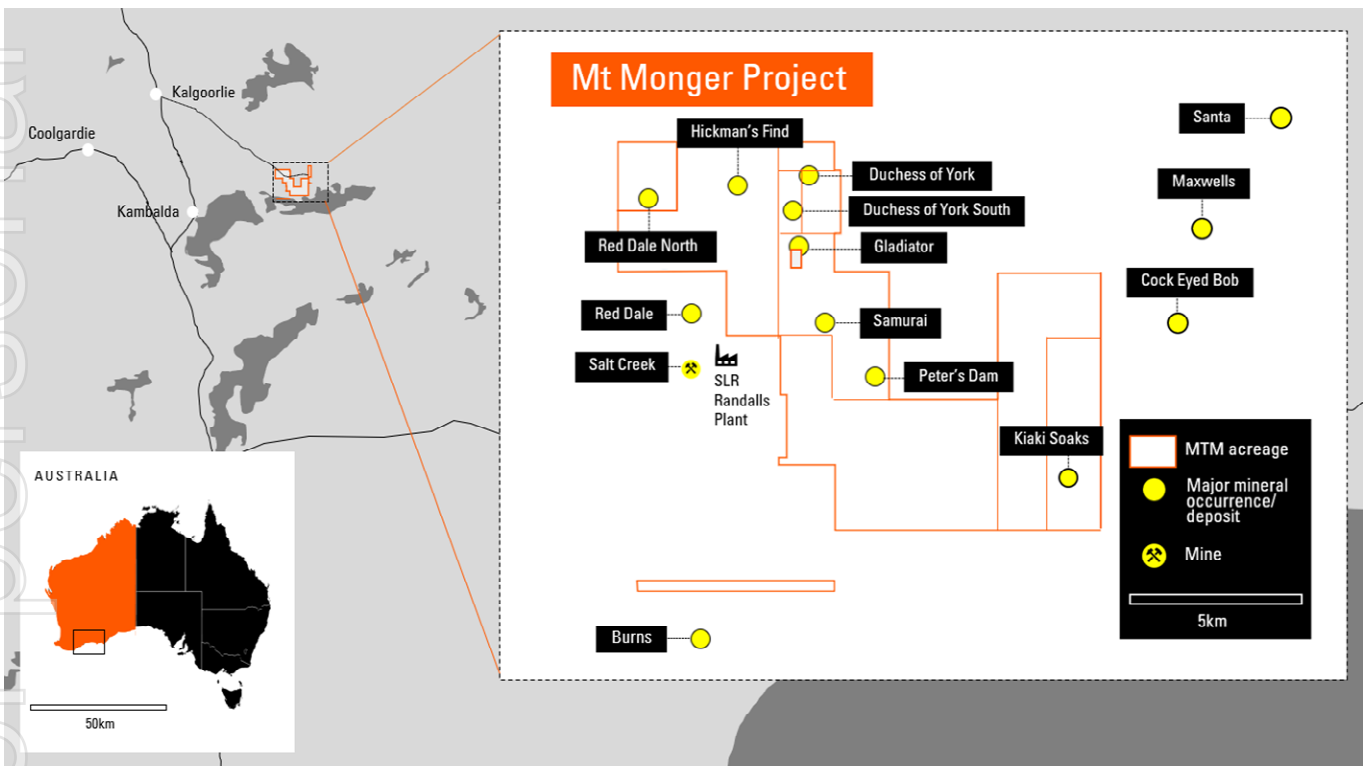 Kalgoorlie
Coolgardie
Kambalda
Mt Monger Project
Hickman's Find
Duchess of York
Duchess of York South
Red Dale North
Gladiator
Red Dale
Samurai
Salt Creek
SLR
Randalls
Plant
Peter's Dam
Kiaki Soaks
Burns
Santa
Maxwells
Cock Eyed Bob
MTM acreage
Major mineral
occurrence/
deposit
Mine
5km
AUSTRALIA
50km